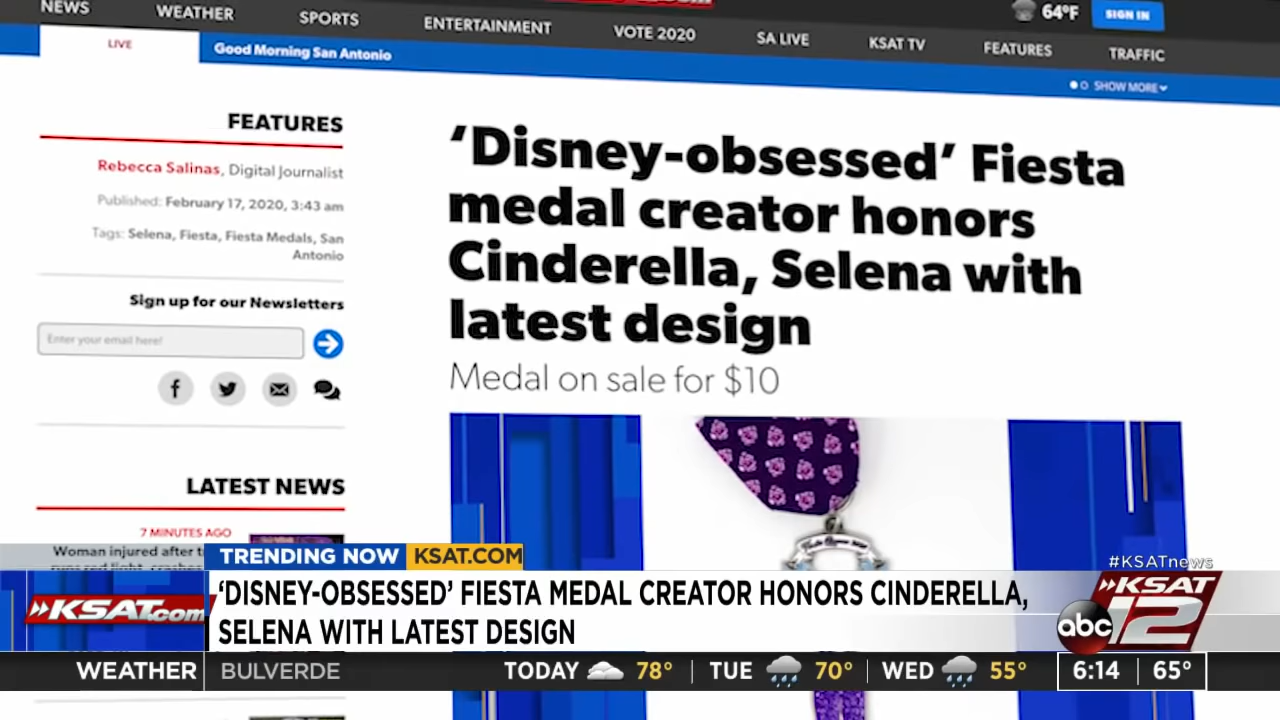 NEWS
WEATHER
SPORTS
ENTERTAINMENT
VOTE 2020
SA LIVE
KSAT TV
FEATURES
TRAFFIC
64°F
SIGN IN
LIVE
Good Morning San Antonio
SHOW MORE
FEATURES
Rebecca Salinas, Digital Journalist
Published: February 17, 2020, 3:43 am
Tags: Selena, Fiesta, Fiesta Medals, San
Antonio
Sign up for our Newsletters
Enter your email here!
LATEST NEWS
7 MINUTES AGO
Woman injured after
‘Disney-obsessed’ Fiesta
medal creator honors
Cinderella, Selena with
latest design
Medal on sale for $10
TRENDING NOW KSAT.COM
‘DISNEY-OBSESSED’ FIESTA MEDAL CREATOR HONORS CINDERELLA,
SELENA WITH LATEST DESIGN
KSAT.com
#KSATnews
KSAT
abc 12
WEATHER BULVERDE TODAY 78° TUE 70° WED 55° 6:14 65°